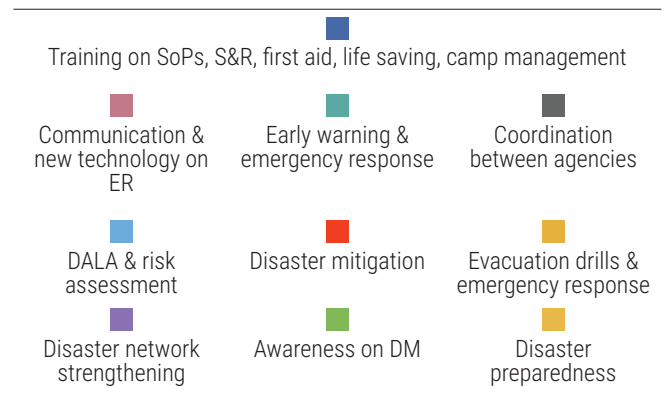 Training on SoPs, S&R, first aid, life saving, camp management
Communication &
new technology on
ER
Early warning &
emergency response
Coordination
between agencies
DALA & risk
assessment
Disaster mitigation
Evacuation drills &
emergency response
Disaster network
strengthening
Awareness on DM
Disaster
preparedness